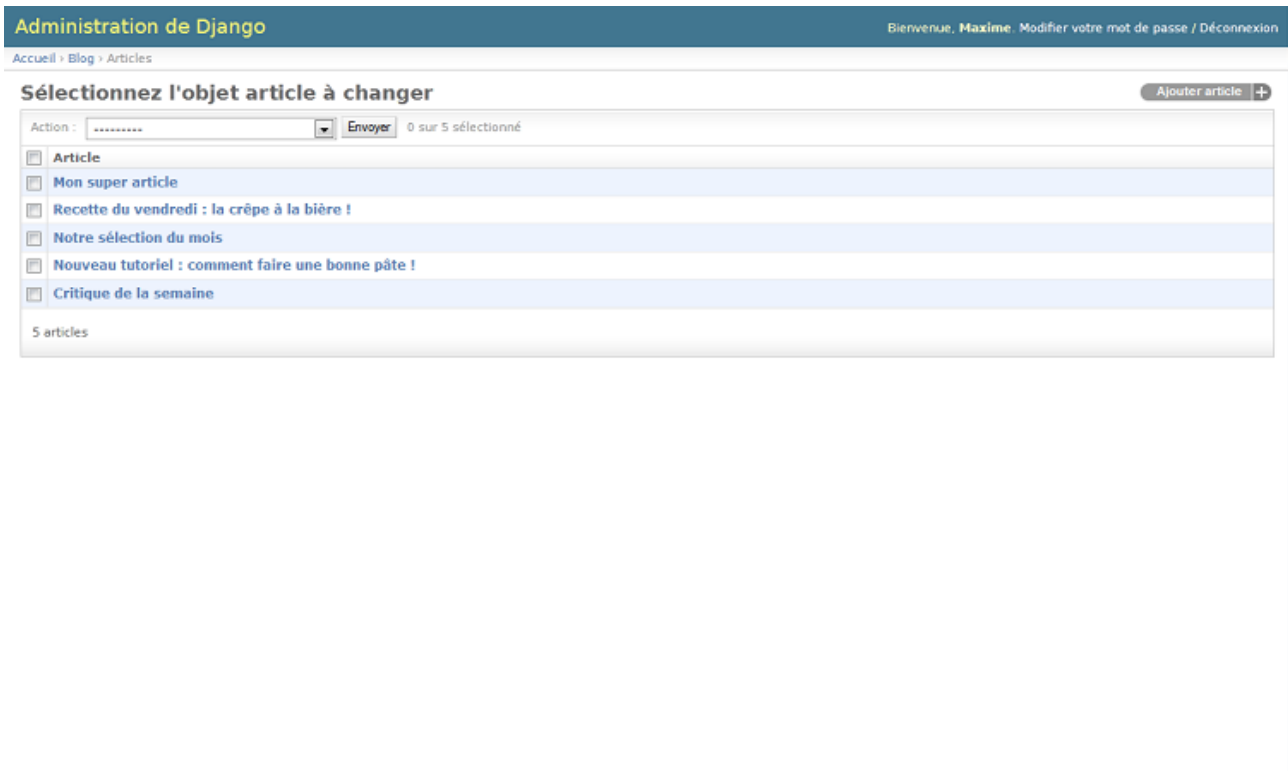 Administration de Django
Bienvenue, Maxime. Modifier votre mot de passe / Déconnexion
Accueil › Blog › Articles
Sélectionnez l'objet article à changer
Ajouter article +
Action : --------- Envoyer 0 sur 5 sélectionné
Article
Mon super article
Recette du vendredi : la crêpe à la bière !
Notre sélection du mois
Nouveau tutoriel : comment faire une bonne pâte !
Critique de la semaine
5 articles